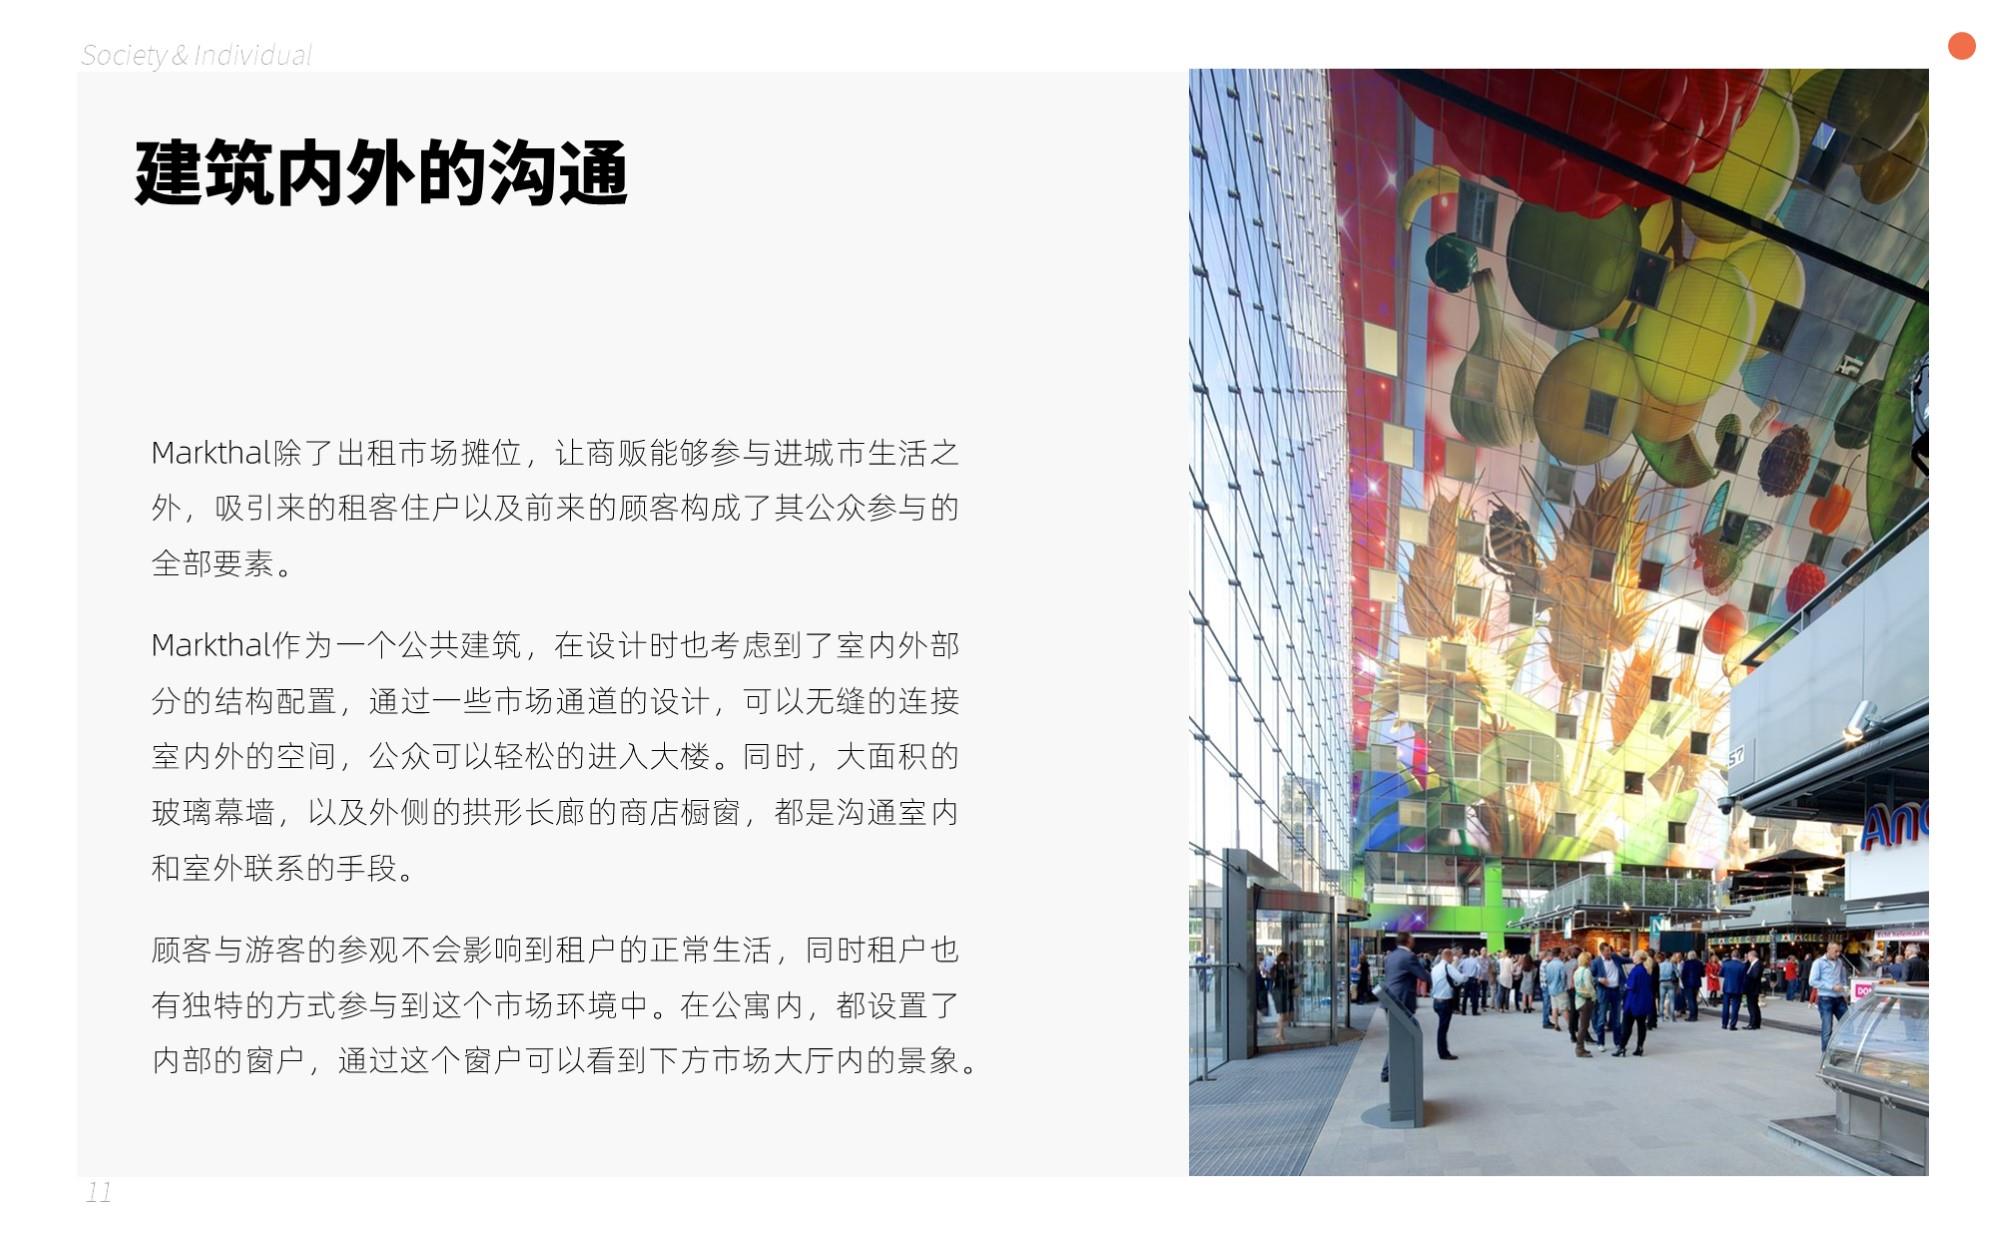 Society & Individual
建筑内外的沟通
Markthal除了出租市场摊位，让商贩能够参与进城市生活之
外，吸引来的租客住户以及前来的顾客构成了其公众参与的
全部要素。
Markthal作为一个公共建筑，在设计时也考虑到了室内外部
分的结构配置，通过一些市场通道的设计，可以无缝的连接
室内外的空间，公众可以轻松的进入大楼。同时，大面积的
玻璃幕墙，以及外侧的拱形长廊的商店橱窗，都是沟通室内
和室外联系的手段。
顾客与游客的参观不会影响到租户的正常生活，同时租户也
有独特的方式参与到这个市场环境中。在公寓内，都设置了
内部的窗户，通过这个窗户可以看到下方市场大厅内的景象。
57
And
N
11